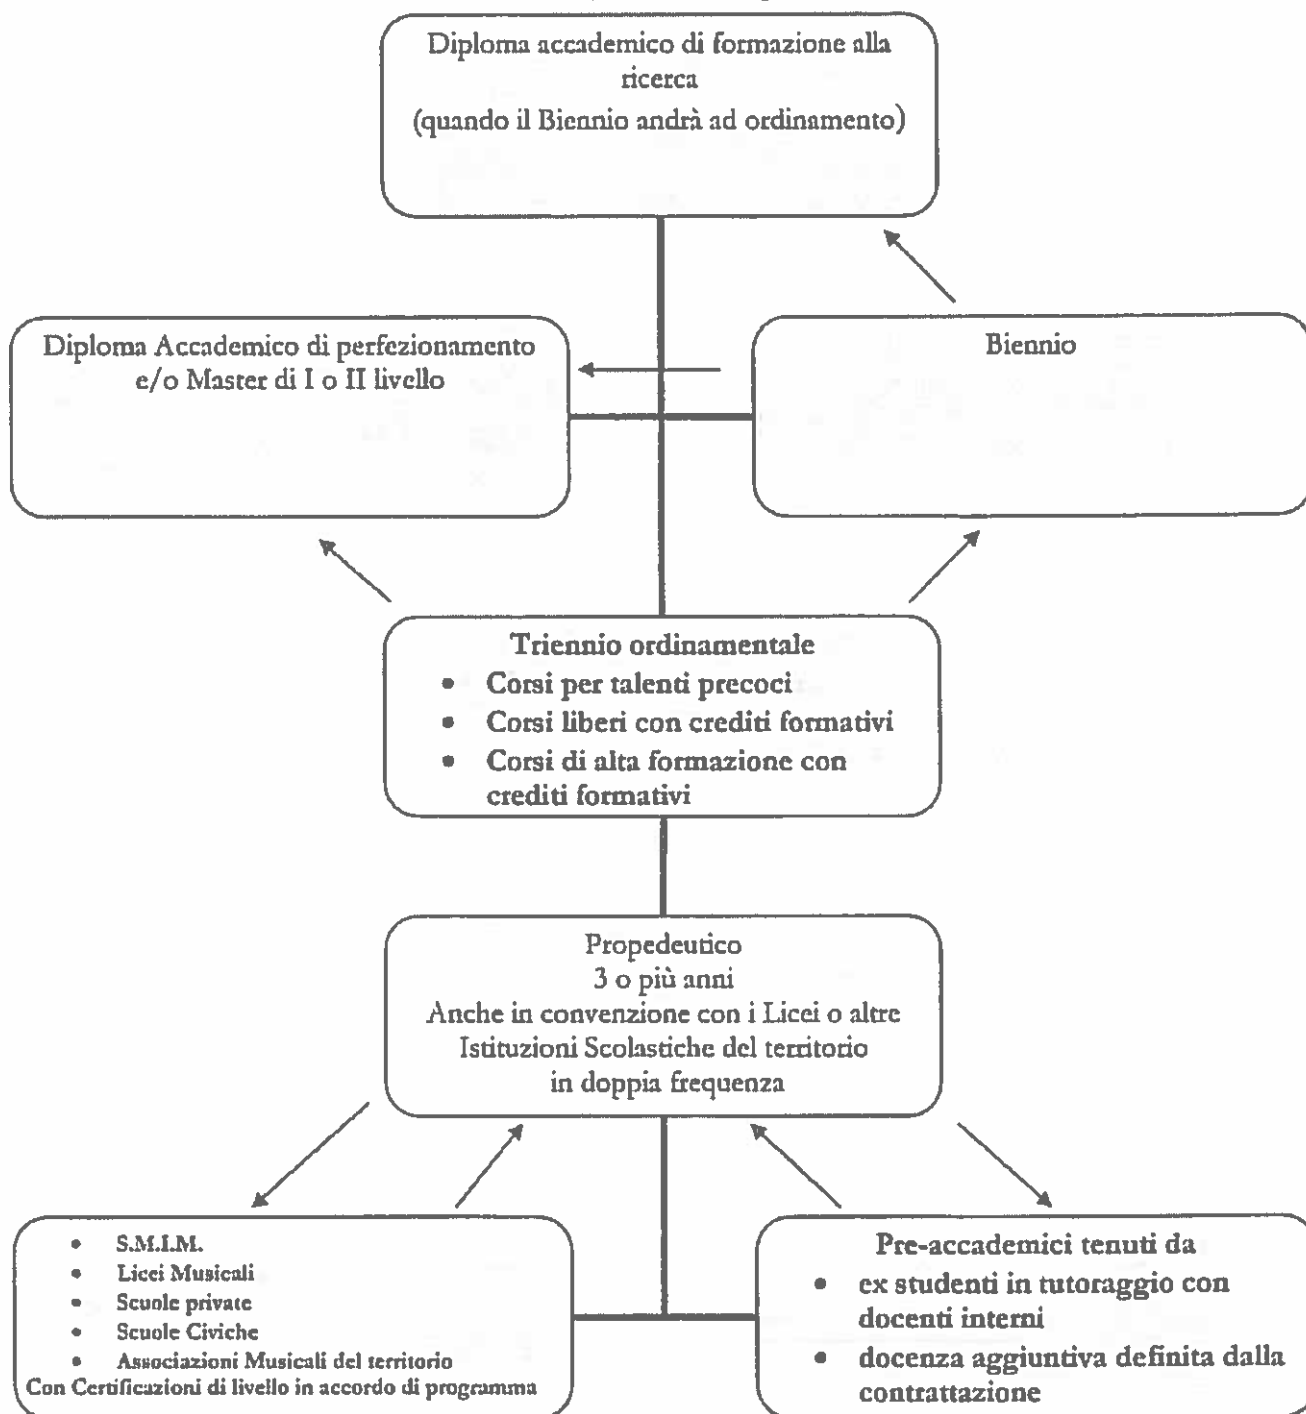 Diploma accademico di formazione alla
ricerca
(quando il Biennio andrà ad ordinamento)
Diploma Accademico di perfezionamento
e/o Master di I o II livello
Biennio
Triennio ordinamentale
• Corsi per talenti precoci
• Corsi liberi con crediti formativi
• Corsi di alta formazione con
crediti formativi
Propedeutico
3 o più anni
Anche in convenzione con i Licei o altre
Istituzioni Scolastiche del territorio
in doppia frequenza
• S.M.I.M.
• Licei Musicali
• Scuole private
• Scuole Civiche
• Associazioni Musicali del territorio
Con Certificazioni di livello in accordo di programma
Pre-accademici tenuti da
• ex studenti in tutoraggio con
docenti interni
• docenza aggiuntiva definita dalla
contrattazione